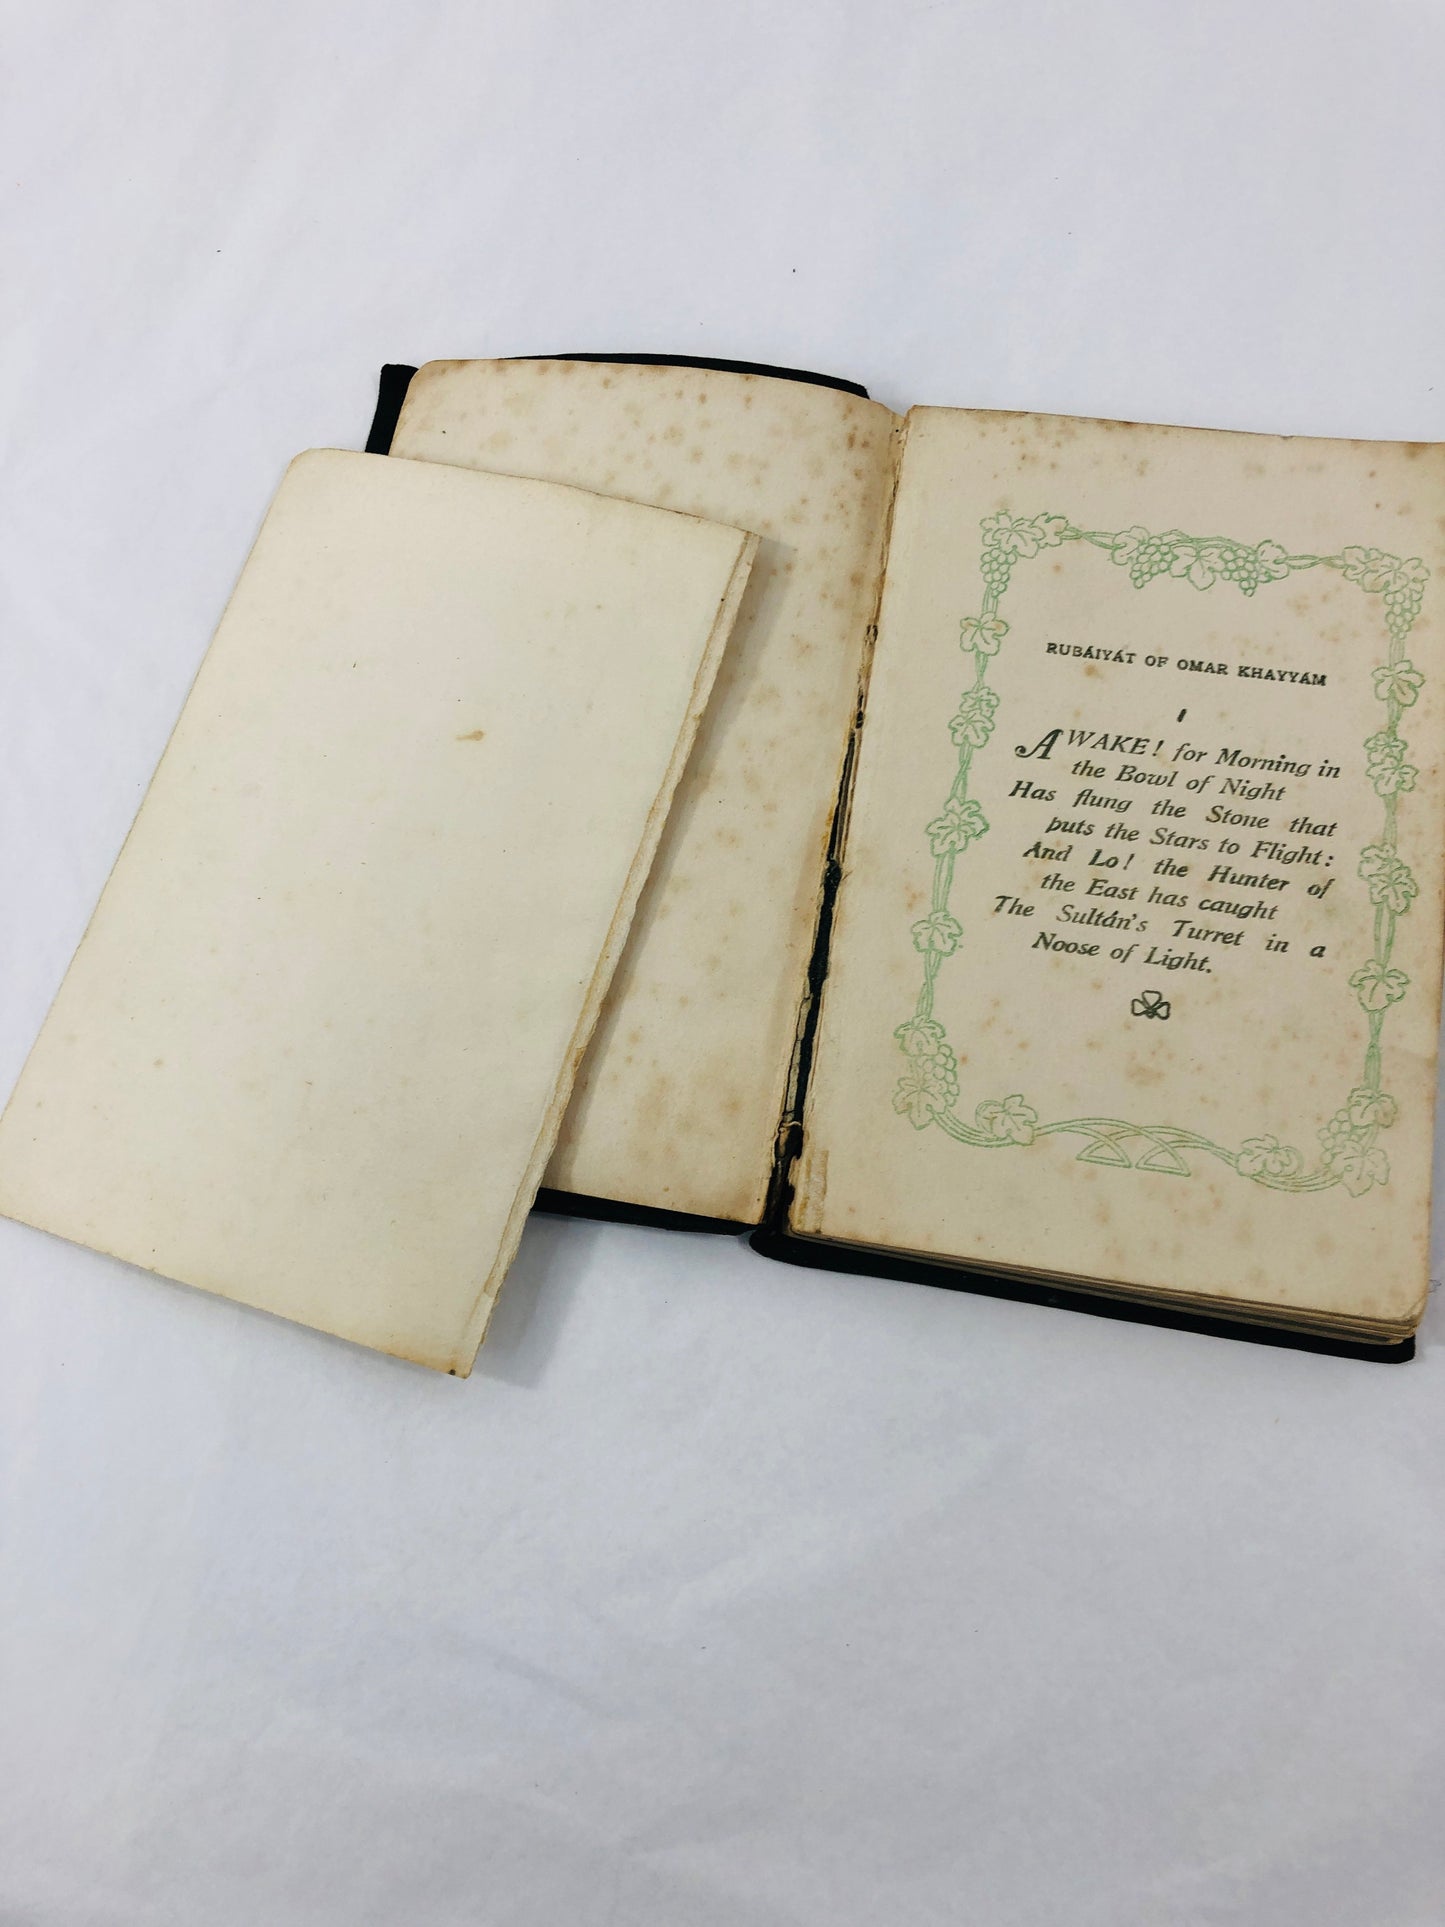 RUBÁIYÁT OF OMAR KHAYYÁM
I
AWAKE! for Morning in
the Bowl of Night
Has flung the Stone that
puts the Stars to Flight:
And Lo! the Hunter of
the East has caught
The Sultán's Turret in a
Noose of Light.